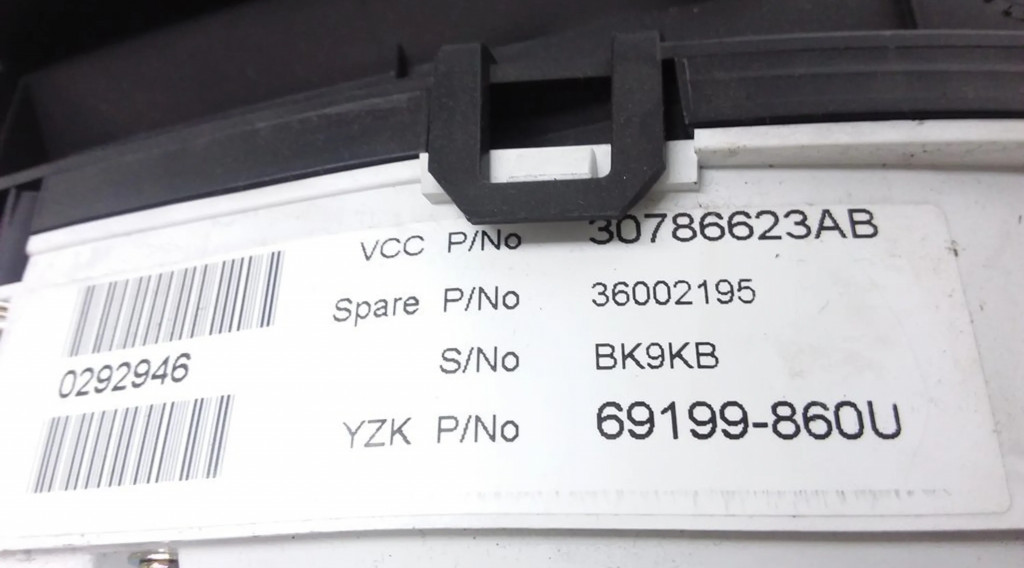 VCC P/No 30786623AB
Spare P/No 36002195
S/No BK9KB
YZK P/No 69199-860U
0292946